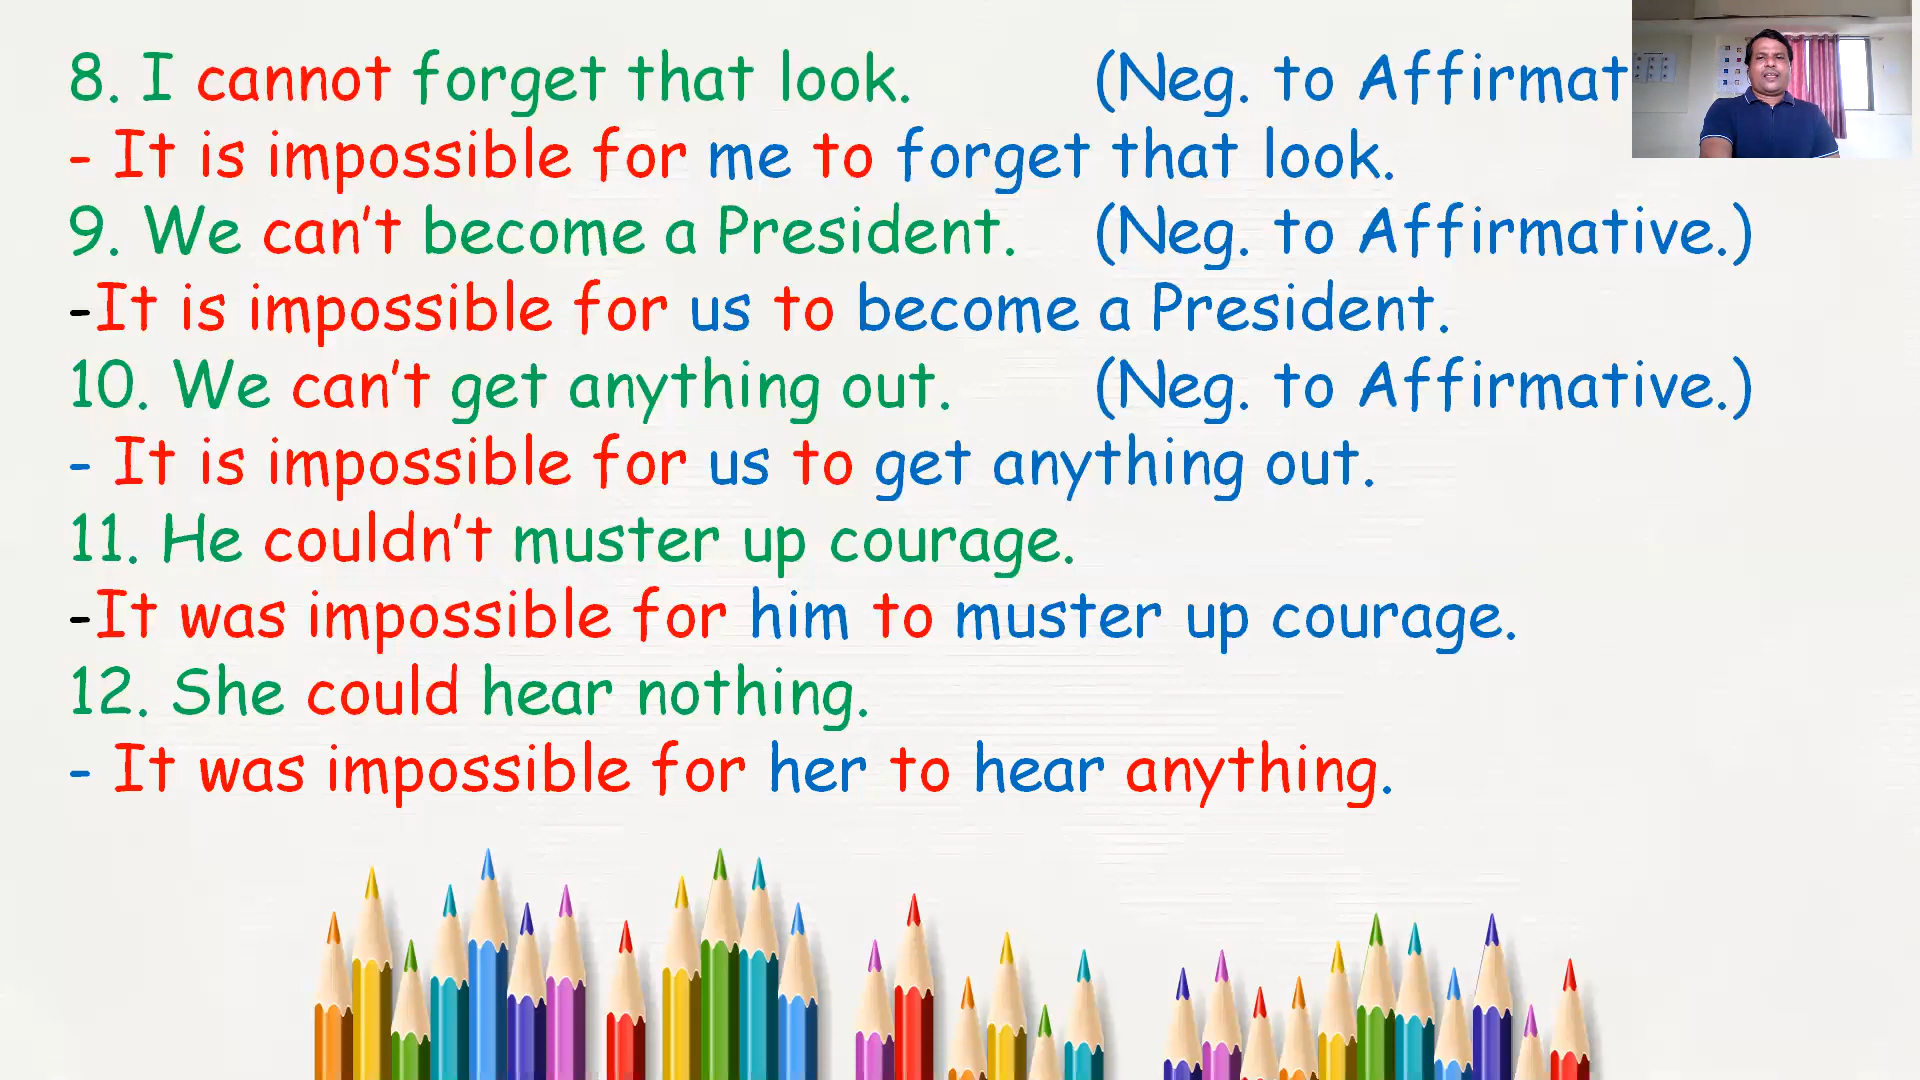 8. I cannot forget that look. (Neg. to Affirmat
- It is impossible for me to forget that look.
9. We can't become a President. (Neg. to Affirmative.)
-It is impossible for us to become a President.
10. We can't get anything out. (Neg. to Affirmative.)
- It is impossible for us to get anything out.
11. He couldn't muster up courage.
-It was impossible for him to muster up courage.
12. She could hear nothing.
- It was impossible for her to hear anything.